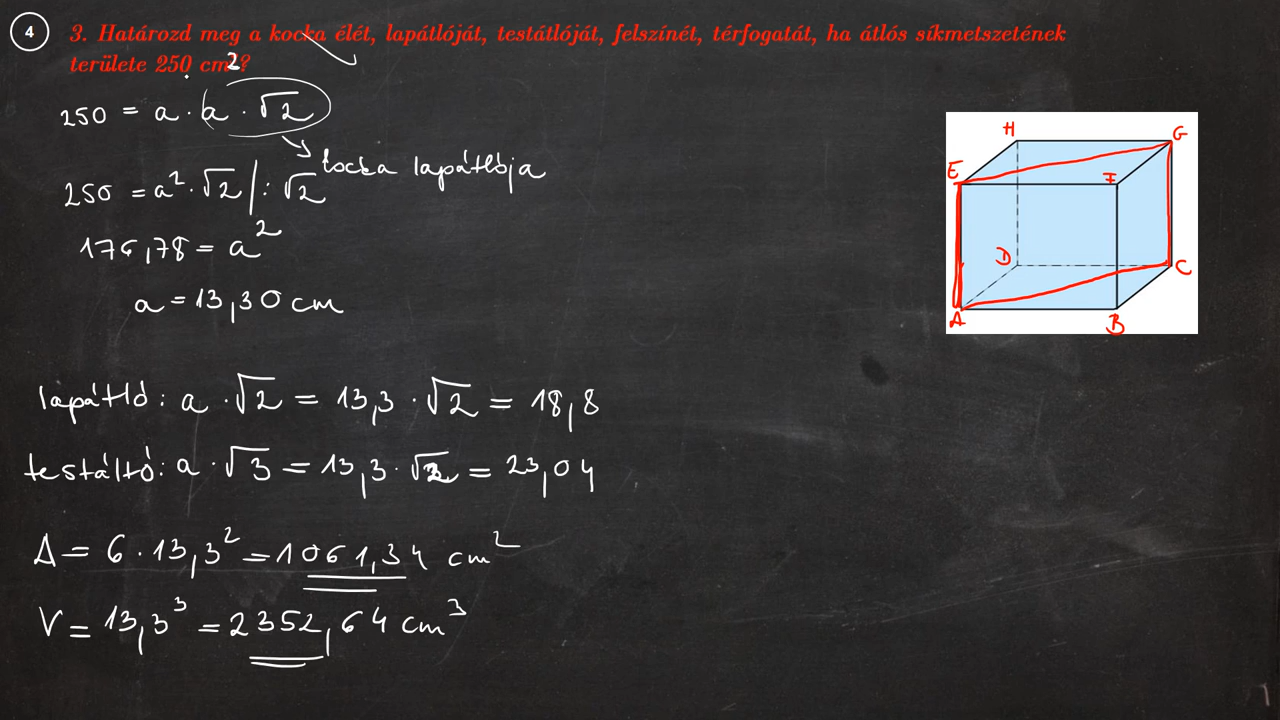 4
3. Határozd meg a kocka élét, lapátlóját, testátlóját, felszínét, térfogatát, ha átlós síkmetszetének
területe 250 cm²?
250 = a · a · √2
kocka lapátlója
250 = a² · √2 / : √2
176,78 = a²
a = 13,30 cm
lapátló: a · √2 = 13,3 · √2 = 18,8
testáltó: a · √3 = 13,3 · √3 = 23,04
A = 6 · 13,3² = 1061,34 cm²
V = 13,3³ = 2352,64 cm³
H G
E F
D C
A B
1